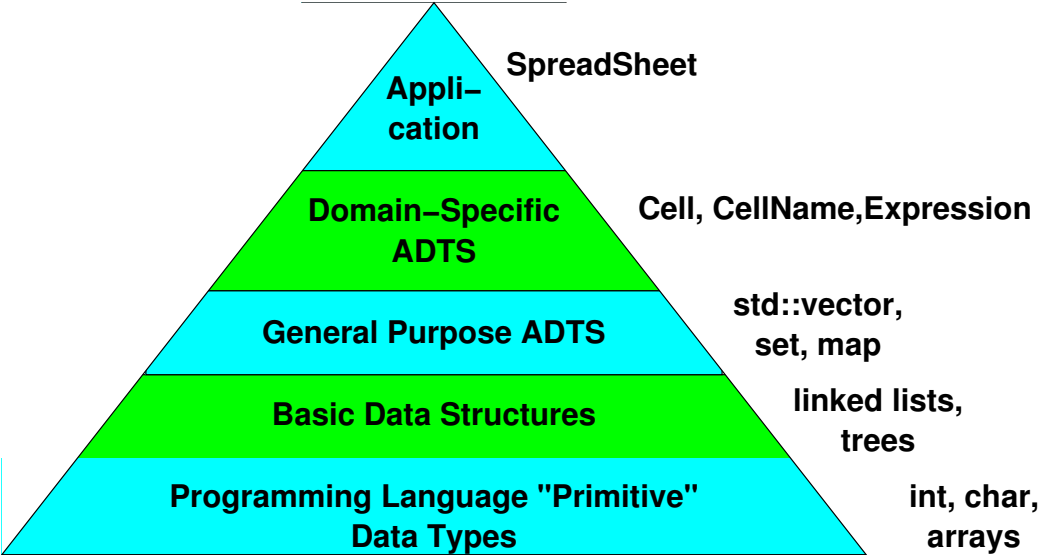 SpreadSheet
Appli–
cation
Domain–Specific
ADTS
Cell, CellName,Expression
General Purpose ADTS
std::vector,
set, map
Basic Data Structures
linked lists,
trees
Programming Language "Primitive"
Data Types
int, char,
arrays